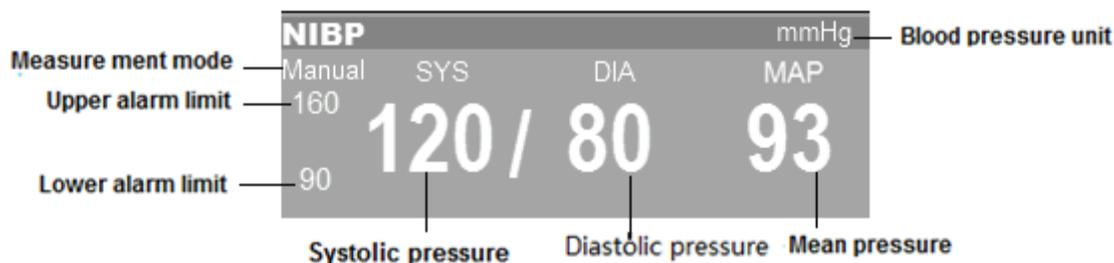 NIBP mmHg Blood pressure unit
Measure ment mode Manual SYS DIA MAP
Upper alarm limit 160
120 / 80 93
Lower alarm limit 90
Systolic pressure Diastolic pressure Mean pressure